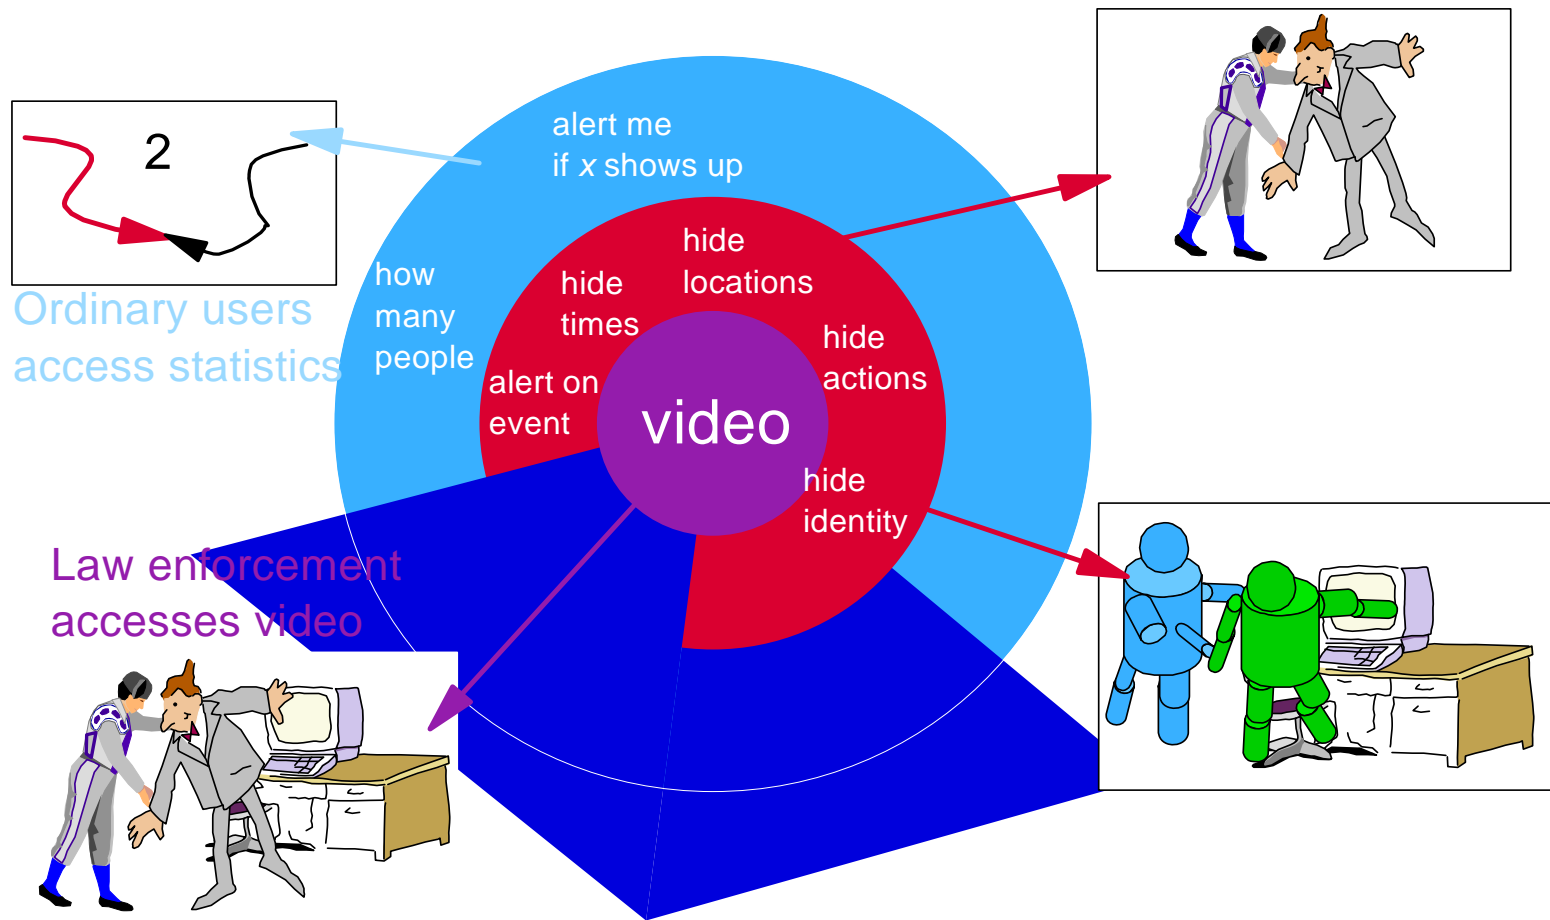 2
Ordinary users
access statistics
alert me
if x shows up
how
many
people
hide
times
hide
locations
hide
actions
alert on
event
video
hide
identity
Law enforcement
accesses video